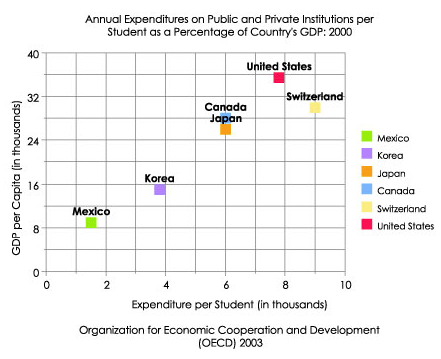 Annual Expenditures on Public and Private Institutions per
Student as a Percentage of Country's GDP: 2000
GDP per Capita (in thousands)
40
32
24
16
8
0
United States
Switzerland
Canada
Japan
Korea
Mexico
Mexico
Korea
Japan
Canada
Switzerland
United States
0 2 4 6 8 10
Expenditure per Student (in thousands)
Organization for Economic Cooperation and Development
(OECD) 2003